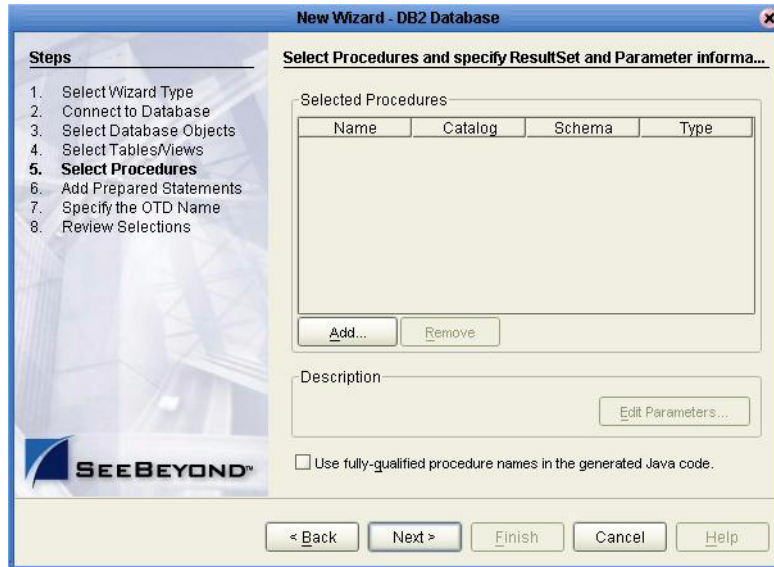 New Wizard - DB2 Database
Steps
1. Select Wizard Type
2. Connect to Database
3. Select Database Objects
4. Select Tables/Views
5. Select Procedures
6. Add Prepared Statements
7. Specify the OTD Name
8. Review Selections
SEEBEYOND™
Select Procedures and specify ResultSet and Parameter informa...
Selected Procedures
Name Catalog Schema Type
Add... Remove
Description
Edit Parameters...
Use fully-qualified procedure names in the generated Java code.
< Back Next > Finish Cancel Help